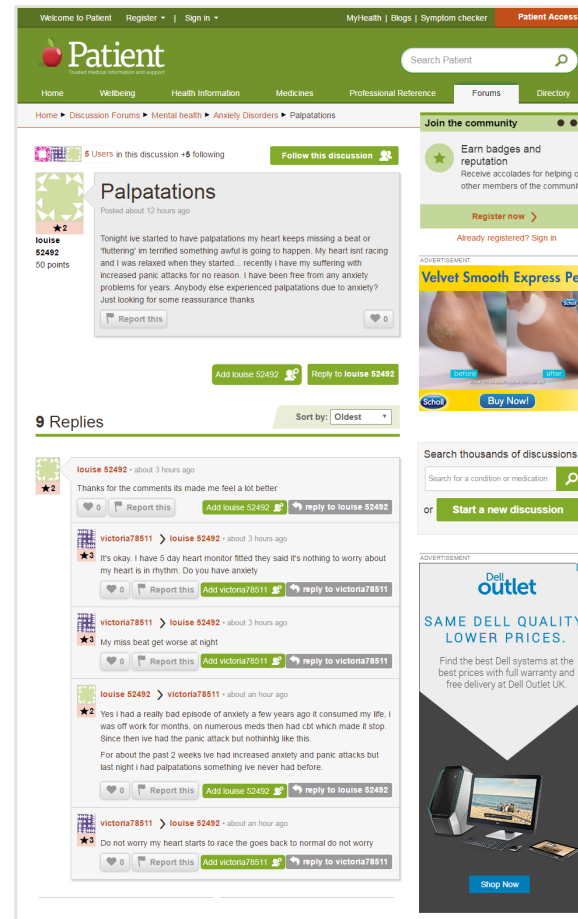 Welcome to Patient Register | Sign in
MyHealth | Blogs | Symptom checker
Patient Access
Patient
Trusted medical information and support
Search Patient
Home Wellbeing Health Information Medicines Professional Reference Forums Directory
Home Discussion Forums Mental health Anxiety Disorders Palpatations
5 Users in this discussion +5 following
Follow this discussion
Palpatations
Posted about 12 hours ago
★2
louise
52492
50 points
Tonight ive started to have palpatations my heart keeps missing a beat or
'fluttering' im terrified something awful is going to happen. My heart isnt racing
and I was relaxed when they started... recently i have my suffering with
increased panic attacks for no reason. I have been free from any anxiety
problems for years. Anybody else experienced palpatations due to anxiety?
Just looking for some reassurance thanks
Report this
0
Add louise 52492
Reply to louise 52492
9 Replies
Sort by: Oldest
louise 52492 · about 3 hours ago
★2
Thanks for the comments its made me feel a lot better
0 Report this Add louise 52492 reply to louise 52492
victoria78511 louise 52492 · about 3 hours ago
★3
It's okay. I have 5 day heart monitor fitted they said it's nothing to worry about
my heart is in rhythm. Do you have anxiety
0 Report this Add victoria78511 reply to victoria78511
victoria78511 louise 52492 · about 3 hours ago
★3
My miss beat get worse at night
0 Report this Add victoria78511 reply to victoria78511
louise 52492 victoria78511 · about an hour ago
★2
Yes i had a really bad episode of anxiety a few years ago it consumed my life, i
was off work for months, on numerous meds then had cbt which made it stop.
Since then ive had the panic attack but nothinhlg like this.
For about the past 2 weeks ive had increased anxiety and panic attacks but
last night i had palpatations something ive never had before.
0 Report this Add louise 52492 reply to louise 52492
victoria78511 louise 52492 · about an hour ago
★3
Do not worry my heart starts to race the goes back to normal do not worry
0 Report this Add victoria78511 reply to victoria78511
Join the community
Earn badges and
reputation
Receive accolades for helping o
other members of the communit
Register now
Already registered? Sign in
ADVERTISEMENT
Velvet Smooth Express Pe
Scholl
before
after
Scholl
Buy Now!
Search thousands of discussions
Search for a condition or medication
or Start a new discussion
ADVERTISEMENT
Dell
outlet
SAME DELL QUALITY
LOWER PRICES.
Find the best Dell systems at the
best prices with full warranty and
free delivery at Dell Outlet UK.
Shop Now